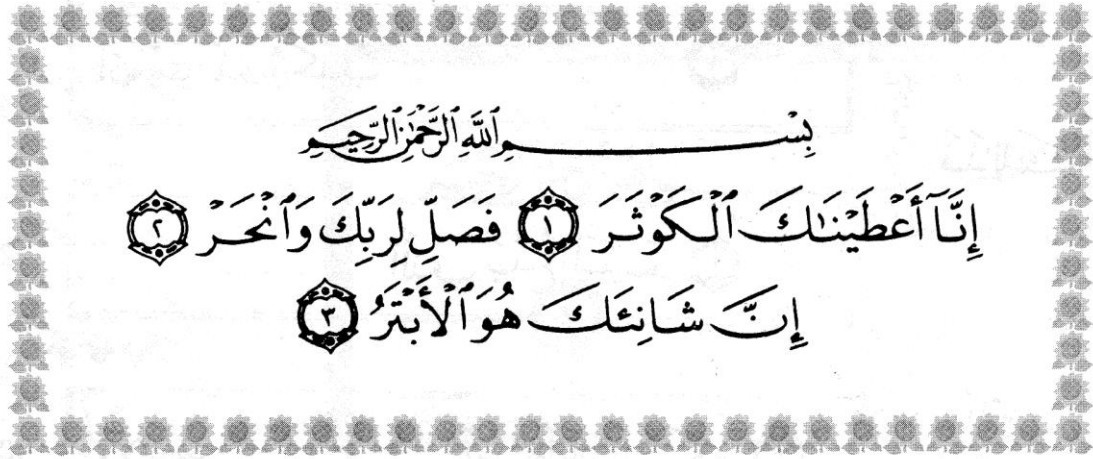 بِسْمِ ٱللَّهِ ٱلرَّحْمَٰنِ ٱلرَّحِيمِ
إِنَّآ أَعْطَيْنَٰكَ ٱلْكَوْثَرَ ١ فَصَلِّ لِرَبِّكَ وَٱنْحَرْ ٢
إِنَّ شَانِئَكَ هُوَ ٱلْأَبْتَرُ ٣